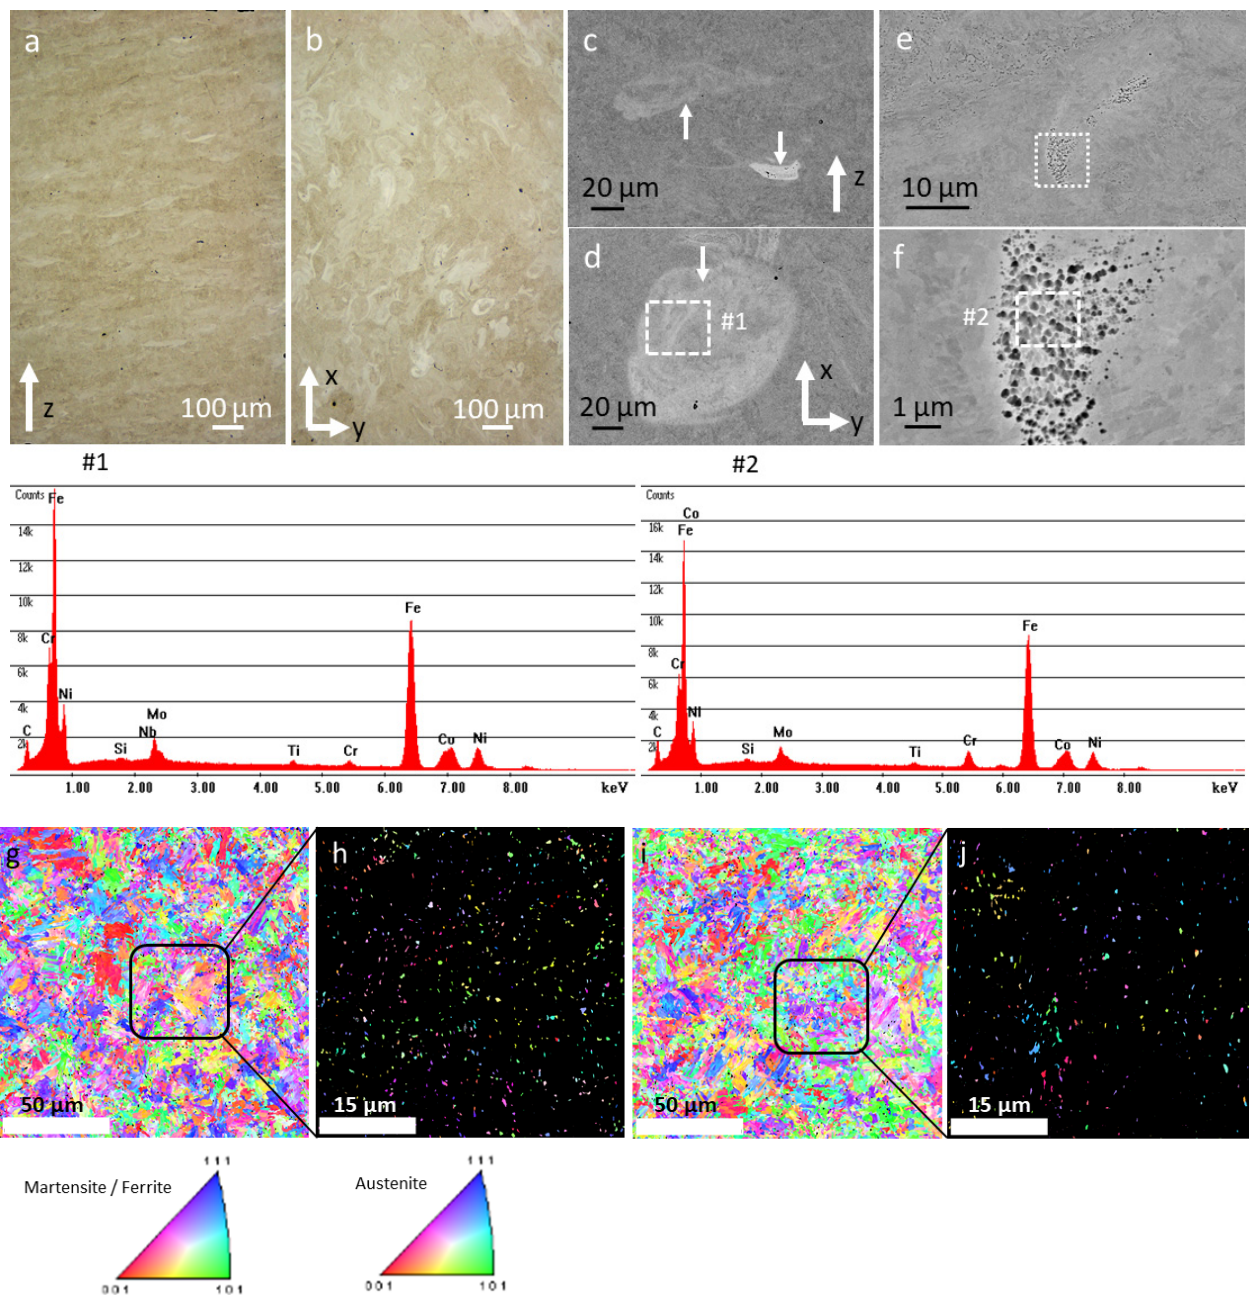 a
b
c
e
z
100 µm
x
y
100 µm
20 µm
z
10 µm
d
#1
20 µm
x
y
f
#2
1 µm
#1
#2
Counts
Fe
14k
12k
10k
8k
6k
4k
2k
Cr
Ni
C
Si
Nb
Mo
Ti
Cr
Fe
Co
Ni
1.00 2.00 3.00 4.00 5.00 6.00 7.00 8.00 keV
Counts
Co
Fe
16k
14k
12k
10k
8k
6k
4k
2k
Cr
Ni
C
Si
Mo
Ti
Cr
Fe
Co
Ni
1.00 2.00 3.00 4.00 5.00 6.00 7.00 8.00 keV
g
50 µm
h
15 µm
i
50 µm
j
15 µm
Martensite / Ferrite
111
001
101
Austenite
111
001
101